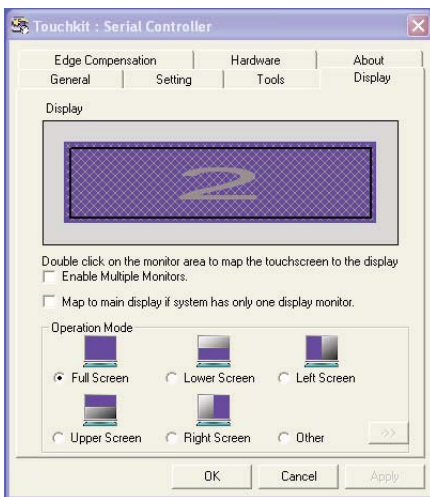 Touchkit : Serial Controller
Edge Compensation Hardware About
General Setting Tools Display
Display
2
Double click on the monitor area to map the touchscreen to the display
Enable Multiple Monitors.
Map to main display if system has only one display monitor.
Operation Mode
Full Screen Lower Screen Left Screen
Upper Screen Right Screen Other >>
OK Cancel Apply